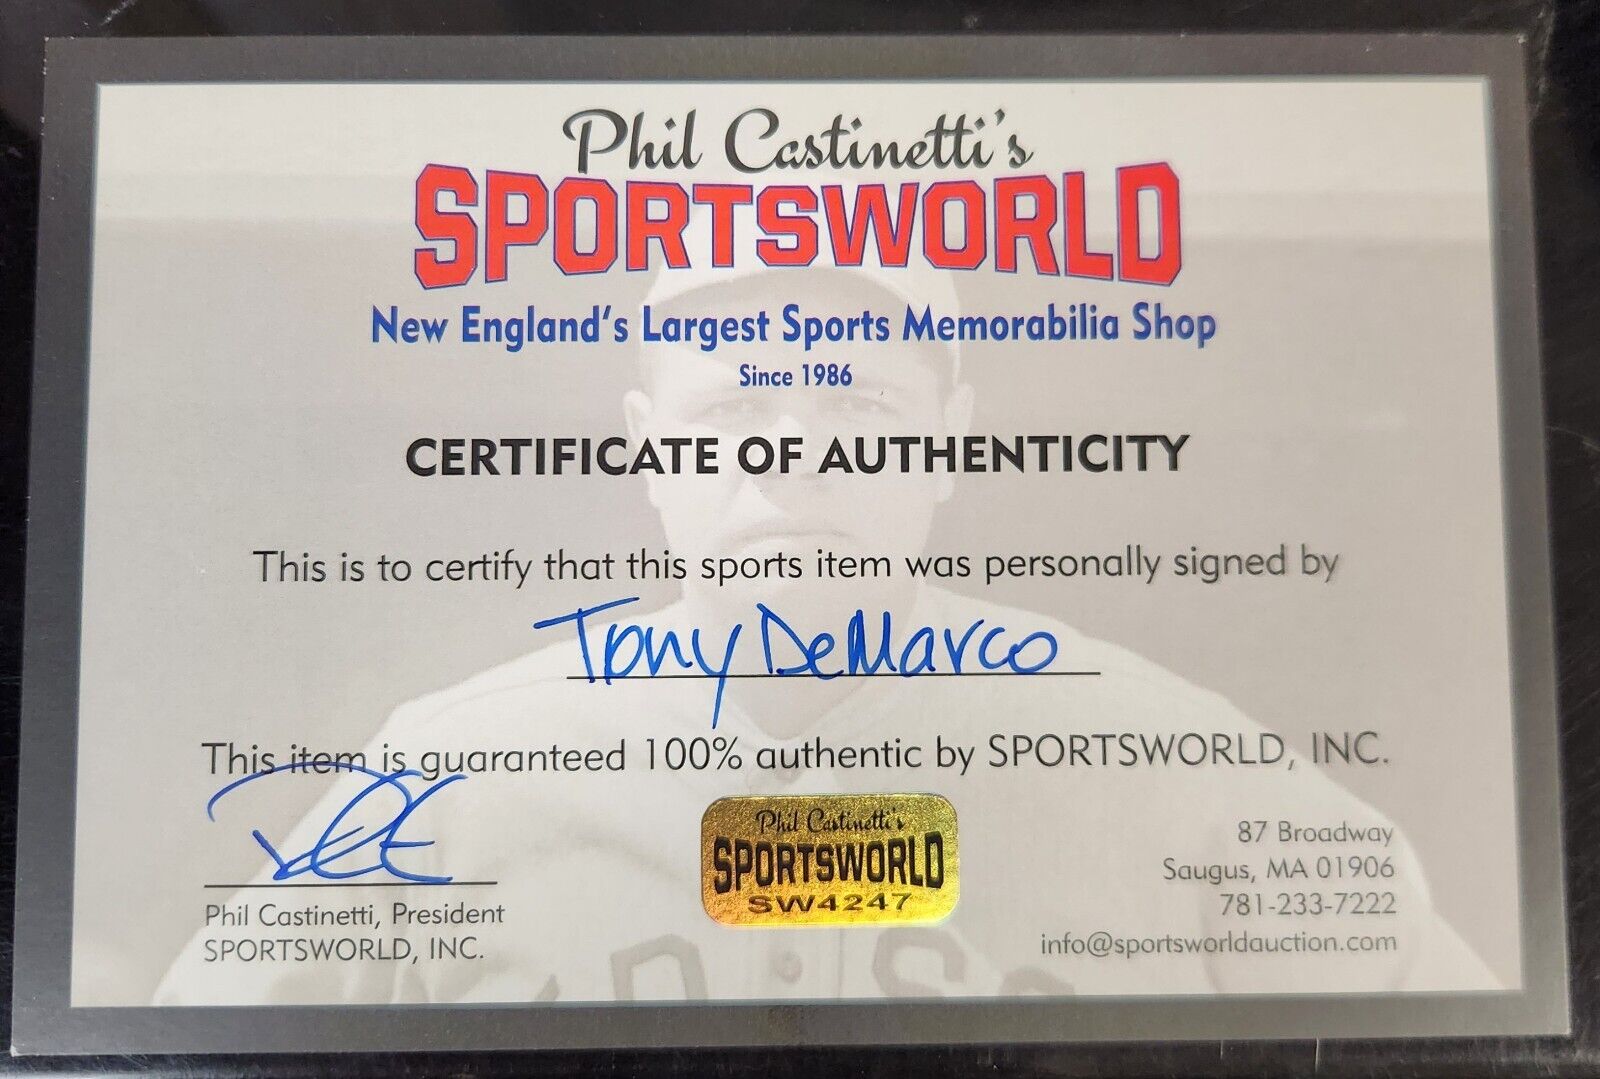 Phil Castinetti's
SPORTSWORLD
New England's Largest Sports Memorabilia Shop
Since 1986
CERTIFICATE OF AUTHENTICITY
This is to certify that this sports item was personally signed by
Tony DeMarco
This item is guaranteed 100% authentic by SPORTSWORLD, INC.
Phil Castinetti, President
SPORTSWORLD, INC.
Phil Castinetti's
SPORTSWORLD
SW4247
87 Broadway
Saugus, MA 01906
781-233-7222
info@sportsworldauction.com